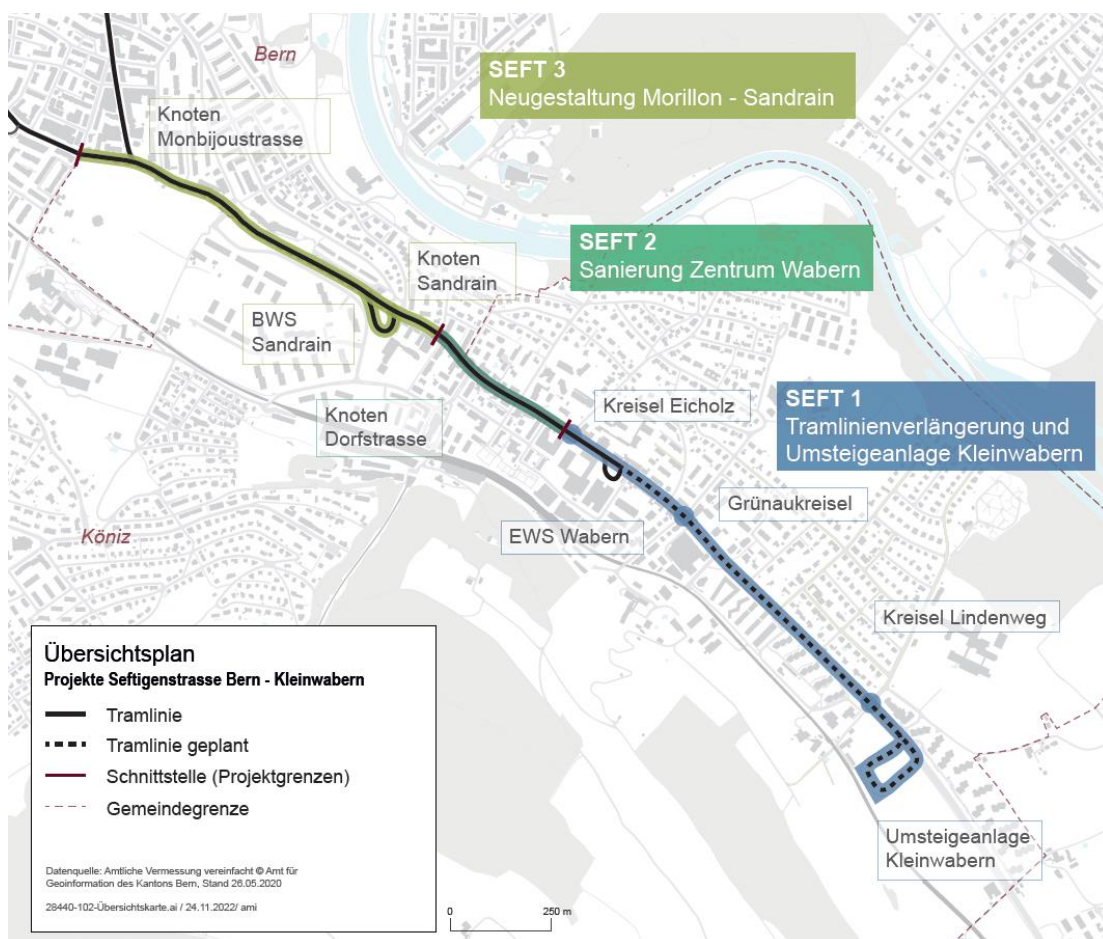 Bern
SEFT 3
Neugestaltung Morillon - Sandrain
Knoten
Monbijoustrasse
SEFT 2
Sanierung Zentrum Wabern
Knoten
Sandrain
BWS
Sandrain
SEFT 1
Tramlinienverlängerung und
Umsteigeanlage Kleinwabern
Kreisel Eicholz
Knoten
Dorfstrasse
Grünaukreisel
EWS Wabern
Köniz
Kreisel Lindenweg
Umsteigeanlage
Kleinwabern
Übersichtsplan
Projekte Seftigenstrasse Bern - Kleinwabern
Tramlinie
Tramlinie geplant
Schnittstelle (Projektgrenzen)
Gemeindegrenze
Datenquelle: Amtliche Vermessung vereinfacht © Amt für
Geoinformation des Kantons Bern, Stand 26.05.2020
28440-102-Übersichtskarte.ai / 24.11.2022/ ami
0 250 m